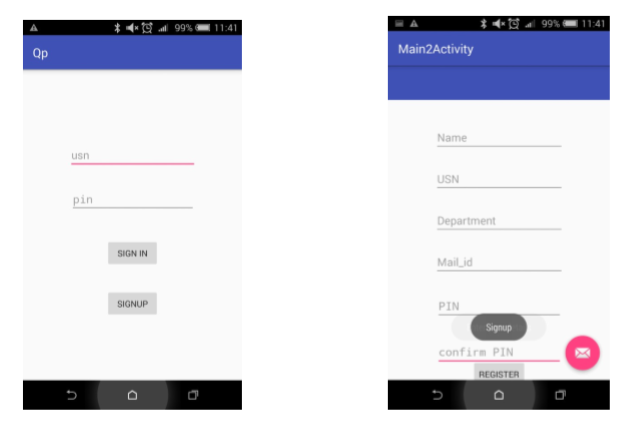 99% 11:41
Qp
usn
pin
SIGN IN
SIGNUP
99% 11:41
Main2Activity
Name
USN
Department
Mail_id
PIN
Signup
confirm PIN
REGISTER